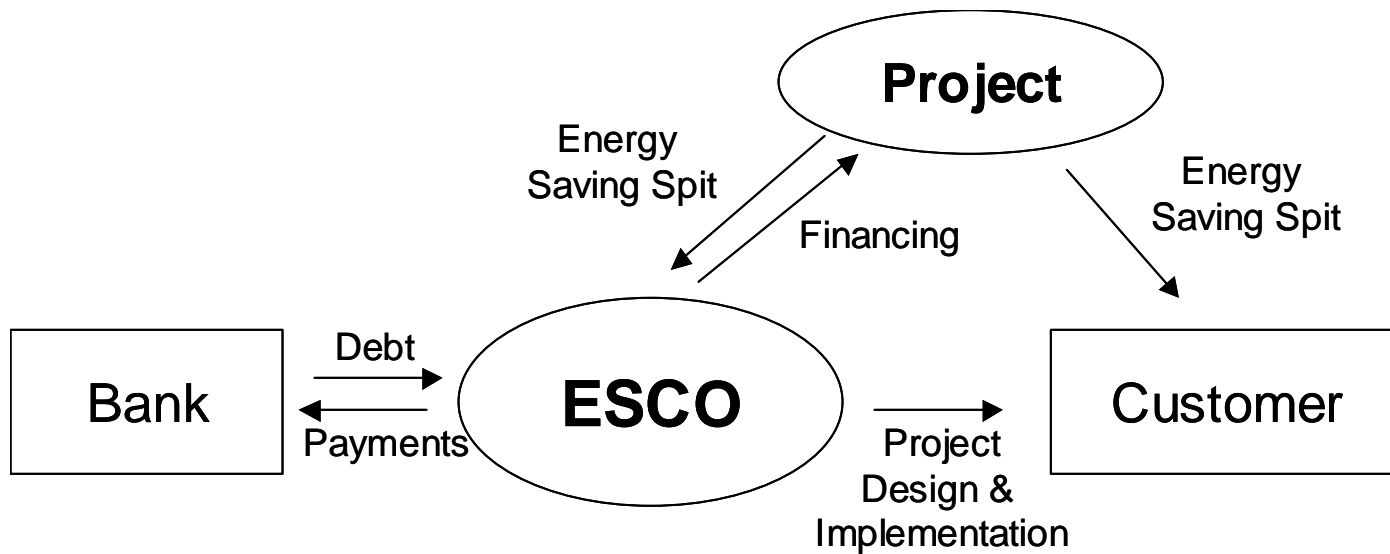 Project
Energy
Saving Spit
Energy
Saving Spit
Financing
Debt
Bank
ESCO
Customer
Payments
Project
Design &
Implementation